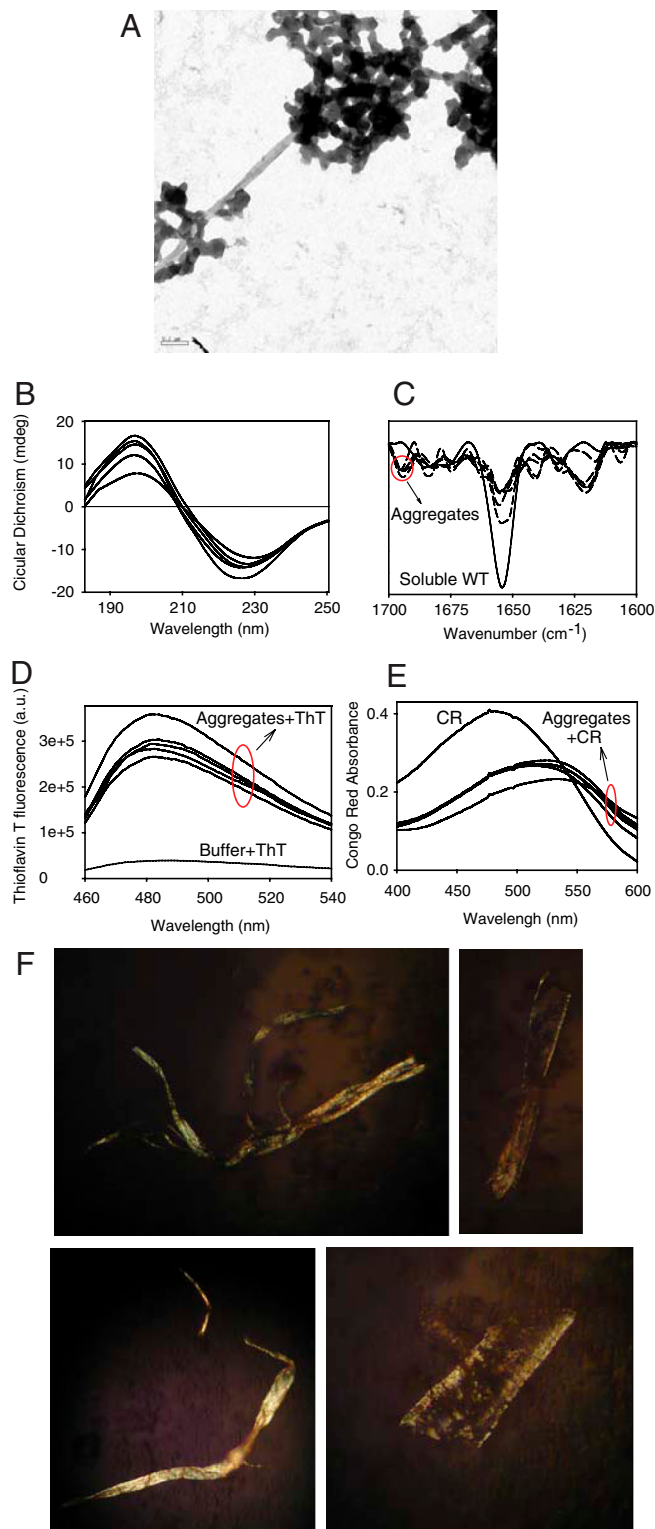 A
B
C
Cicular Dichroism (mdeg)
20
10
0
-10
-20
190
210
230
250
Wavelength (nm)
Aggregates
Soluble WT
1700
1675
1650
1625
1600
Wavenumber (cm-1)
D
E
Thioflavin T fluorescence (a.u.)
3e+5
2e+5
1e+5
0
Aggregates+ThT
Buffer+ThT
460
480
500
520
540
Wavelength (nm)
Congo Red Absorbance
0.4
0.2
0.0
CR
Aggregates
+CR
400
450
500
550
600
Wavelengh (nm)
F